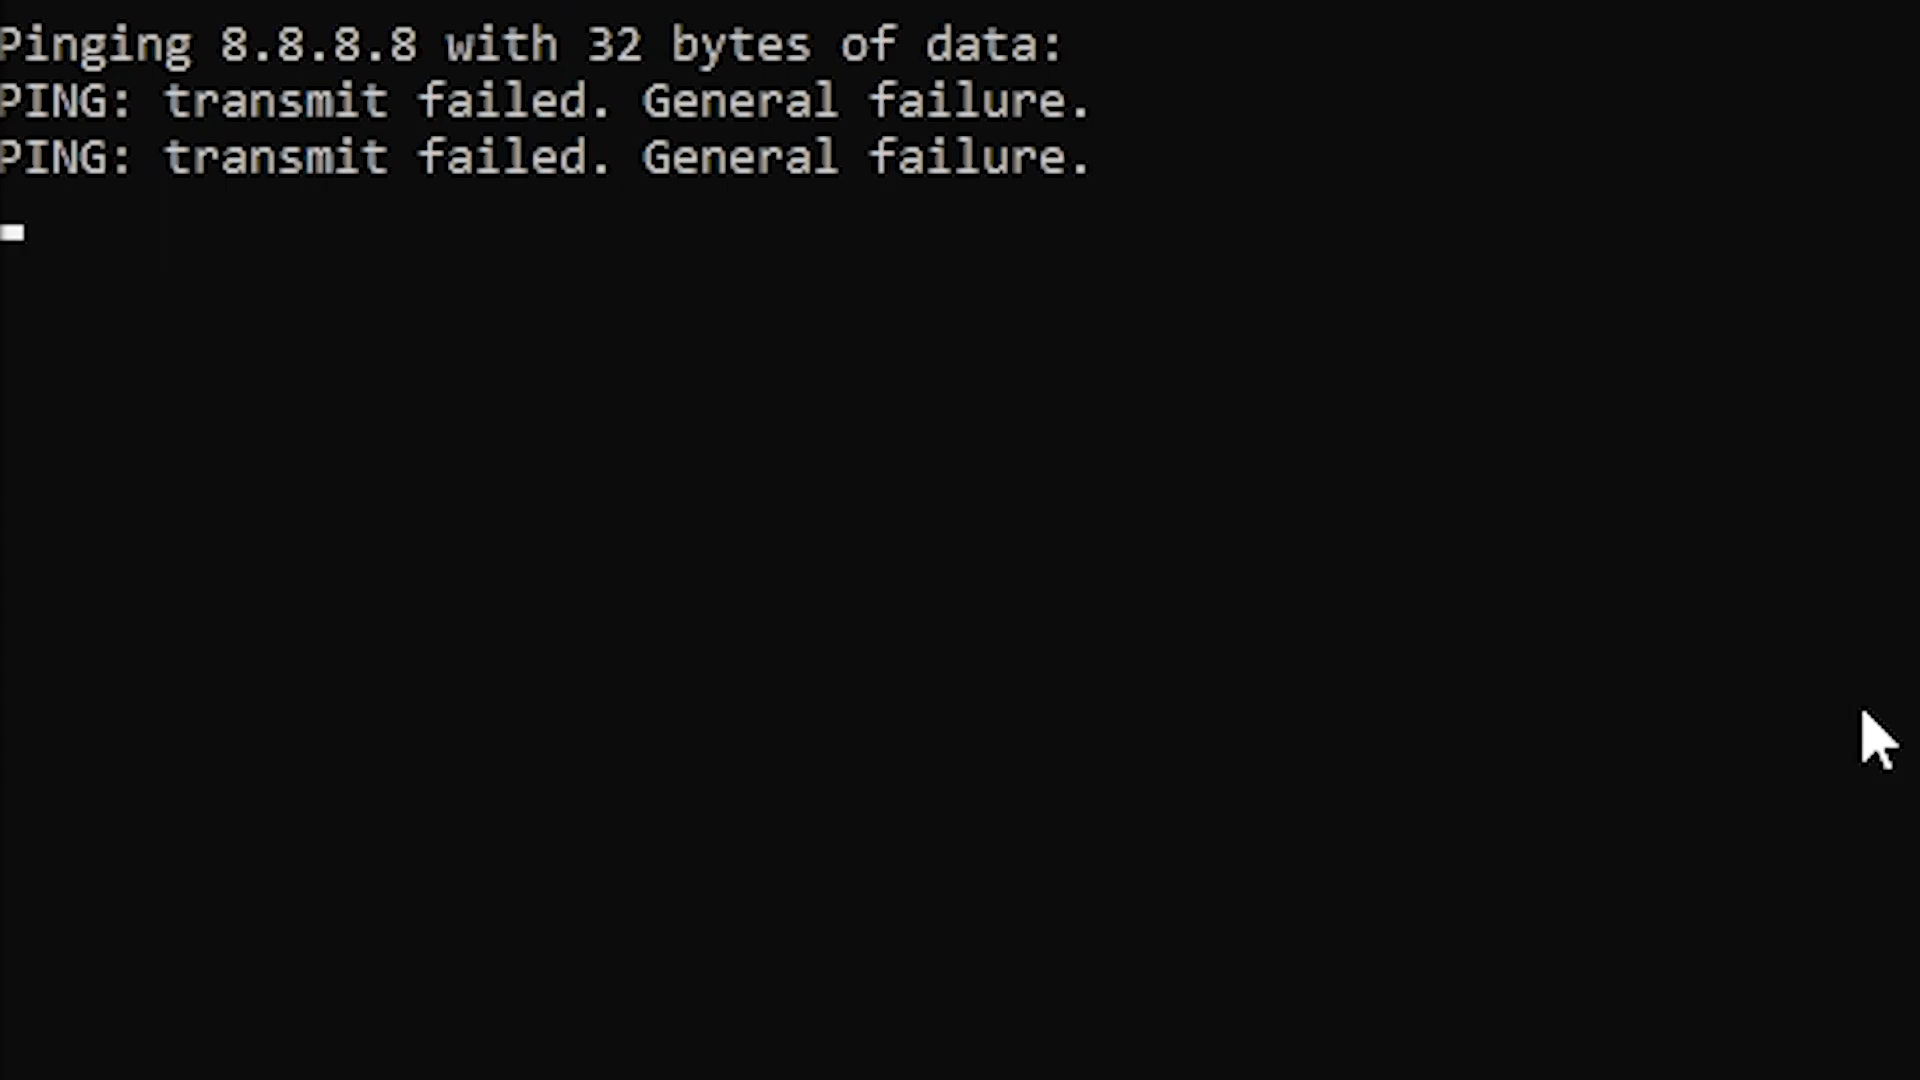 Pinging 8.8.8.8 with 32 bytes of data:
PING: transmit failed. General failure.
PING: transmit failed. General failure.